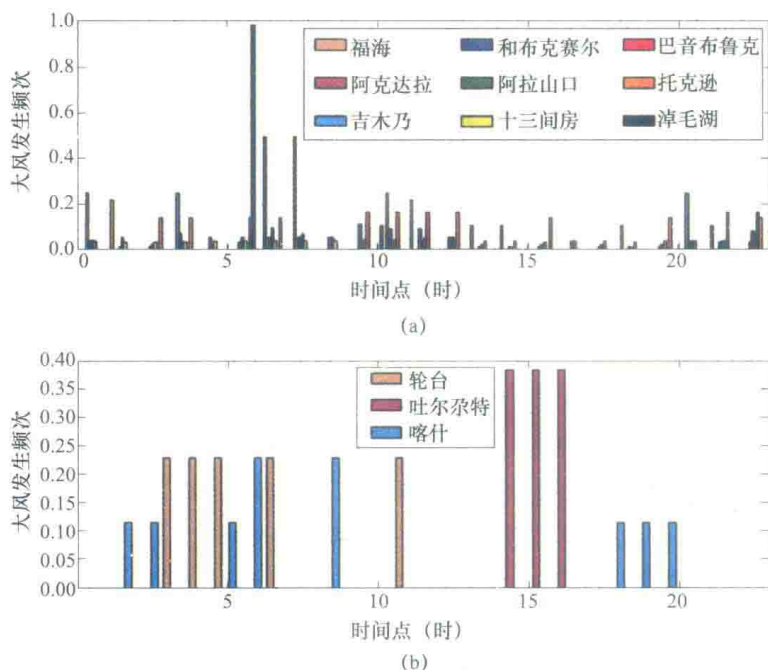 大风发生频次
1.0
0.8
0.6
0.4
0.2
0.0
福海 和布克赛尔 巴音布鲁克
阿克达拉 阿拉山口 托克逊
吉木乃 十三间房 淖毛湖
0 5 10 15 20
时间点（时）
(a)
大风发生频次
0.40
0.35
0.30
0.25
0.20
0.15
0.10
0.05
0.00
轮台
吐尔尕特
喀什
5 10 15 20
时间点（时）
(b)